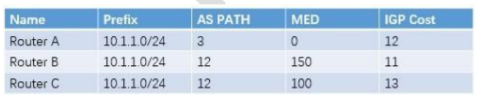 Name Prefix AS PATH MED IGP Cost
Router A 10.1.1.0/24 3 0 12
Router B 10.1.1.0/24 12 150 11
Router C 10.1.1.0/24 12 100 13